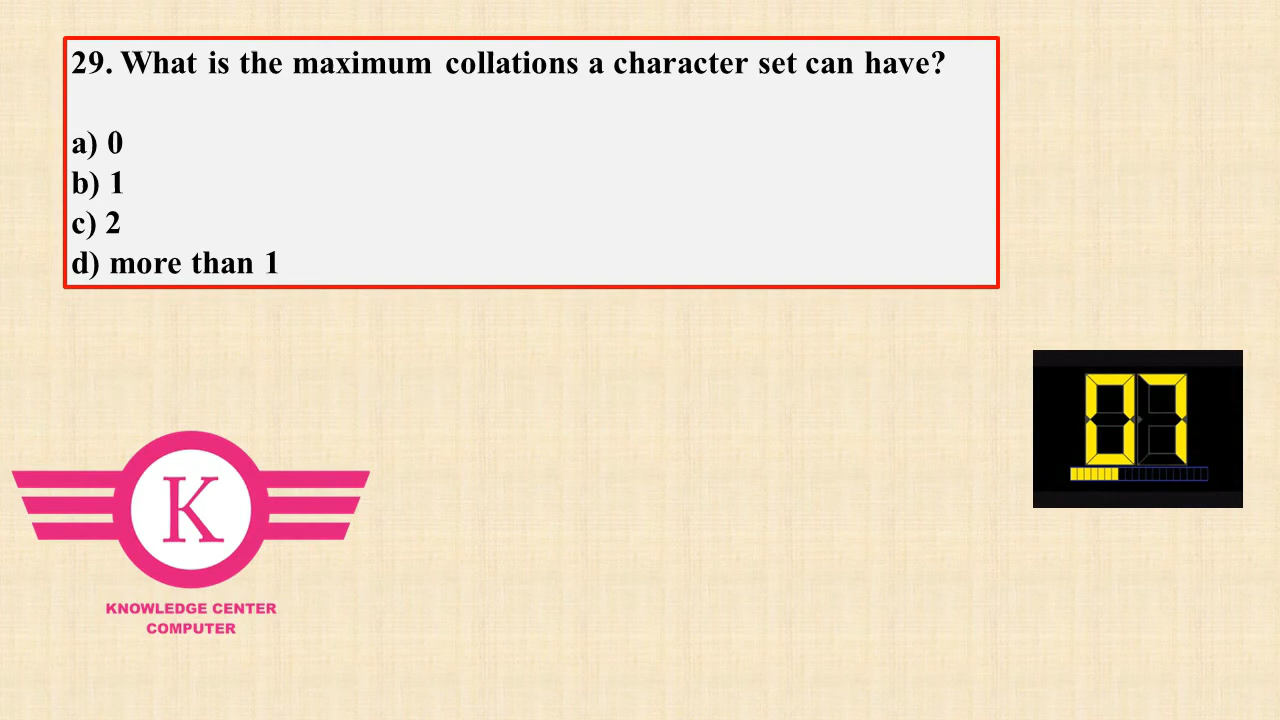 29. What is the maximum collations a character set can have?
a) 0
b) 1
c) 2
d) more than 1
07
K
KNOWLEDGE CENTER
COMPUTER